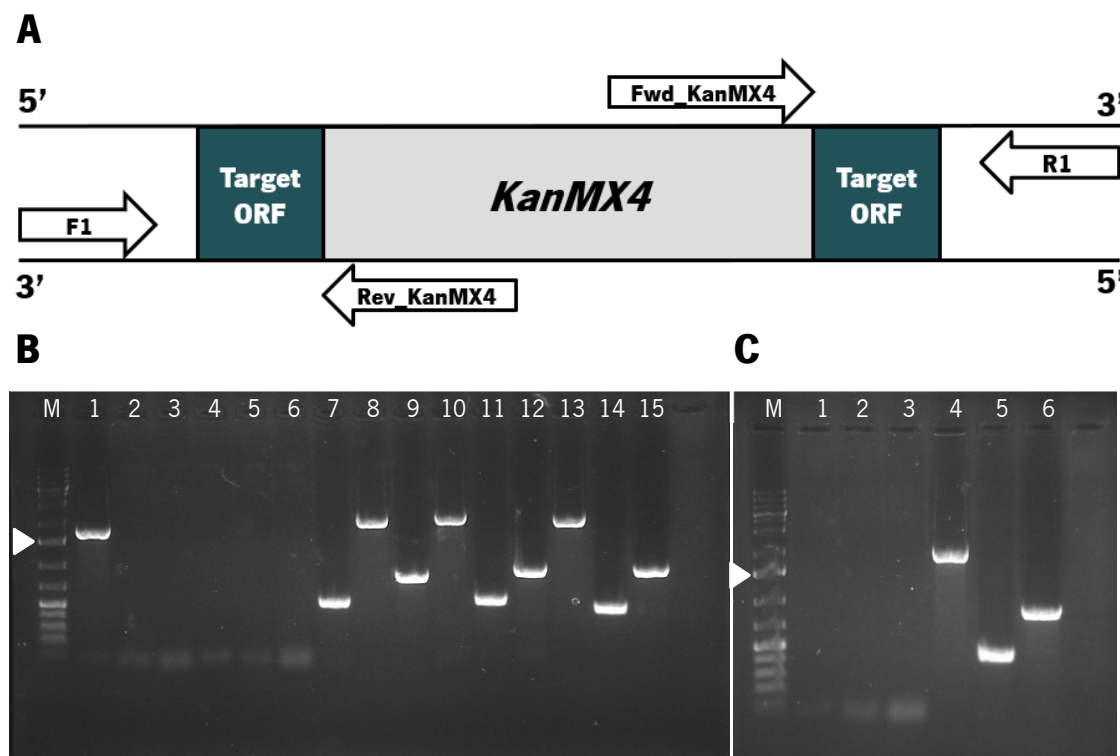 A
5’
3’
Fwd_KanMX4
Target
ORF
KanMX4
Target
ORF
F1
R1
3’
5’
Rev_KanMX4
B
C
M 1 2 3 4 5 6 7 8 9 10 11 12 13 14 15
M 1 2 3 4 5 6